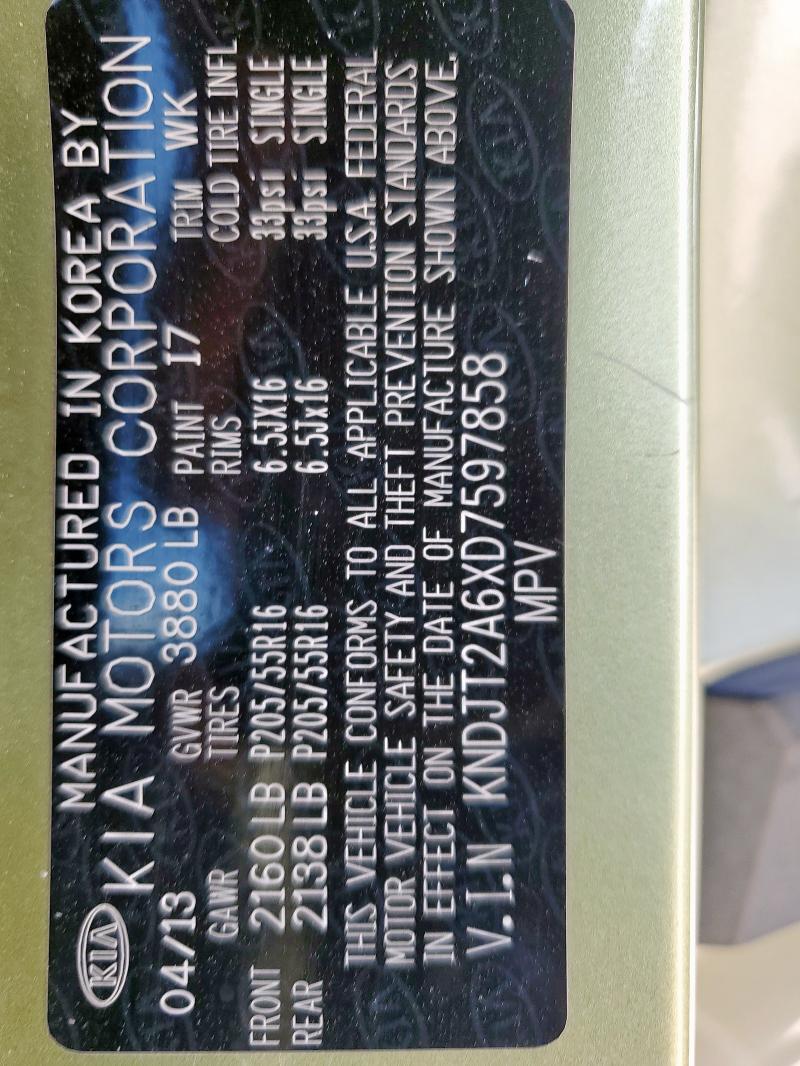 MANUFACTURED IN KOREA BY
KIA KIA MOTORS CORPORATION
04/13 GVWR 3880 LB PAINT I7 TRIM WK
GAWR TIRES RIMS COLD TIRE INFL
FRONT 2160 LB P205/55R16 6.5JX16 33psi SINGLE
REAR 2138 LB P205/55R16 6.5Jx16 33psi SINGLE
THIS VEHICLE CONFORMS TO ALL APPLICABLE U.S.A. FEDERAL
MOTOR VEHICLE SAFETY AND THEFT PREVENTION STANDARDS
IN EFFECT ON THE DATE OF MANUFACTURE SHOWN ABOVE.
V.I.N KNDJT2A6XD7597858
MPV